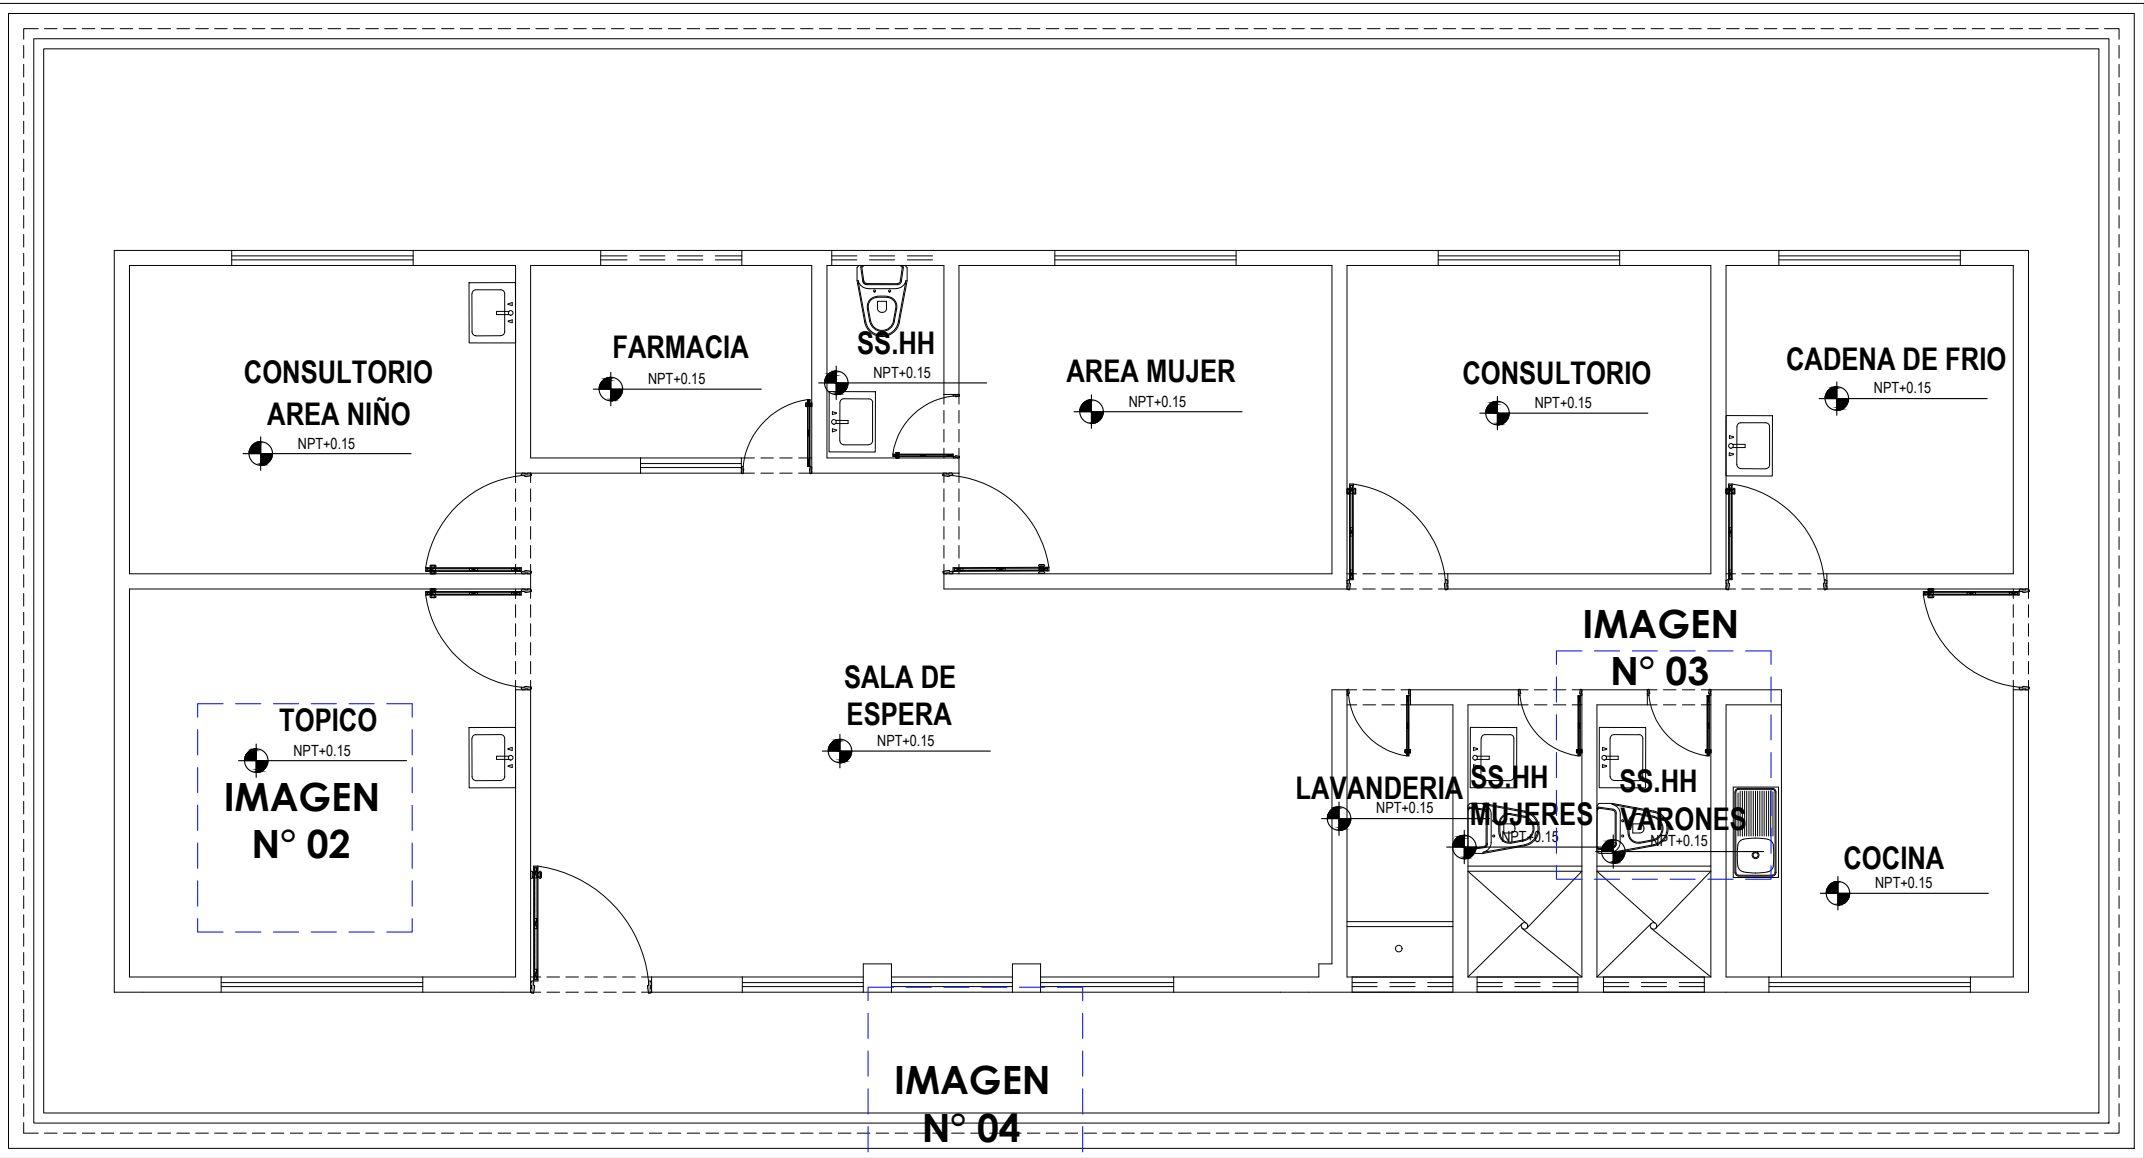 CONSULTORIO
AREA NIÑO
NPT+0.15
FARMACIA
NPT+0.15
SS.HH
NPT+0.15
AREA MUJER
NPT+0.15
CONSULTORIO
NPT+0.15
CADENA DE FRIO
NPT+0.15
TOPICO
NPT+0.15
IMAGEN
N° 02
SALA DE
ESPERA
NPT+0.15
IMAGEN
N° 03
LAVANDERIA
NPT+0.15
SS.HH
MUJERES
NPT+0.15
SS.HH
VARONES
NPT+0.15
COCINA
NPT+0.15
IMAGEN
N° 04